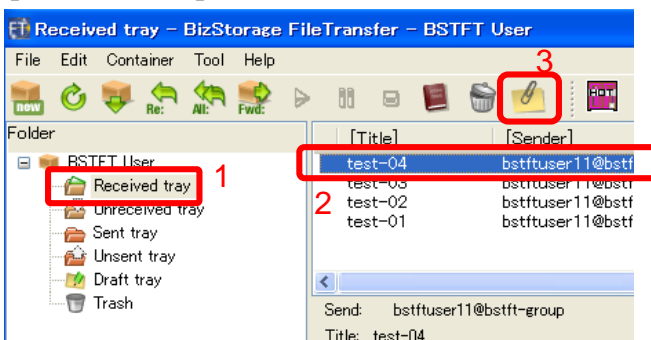 Received tray - BizStorage FileTransfer - BSTFT User
File Edit Container Tool Help
3
new Re: All: Fwd: HOT
Folder
[Title] [Sender]
BSTFT User
test-04 bstftuser11@bstf
Received tray
1
test-03 bstftuser11@bstf
Unreceived tray
2
test-02 bstftuser11@bstf
Sent tray
test-01 bstftuser11@bstf
Unsent tray
Draft tray
Trash
Send: bstftuser11@bstft-group
Title: test-04